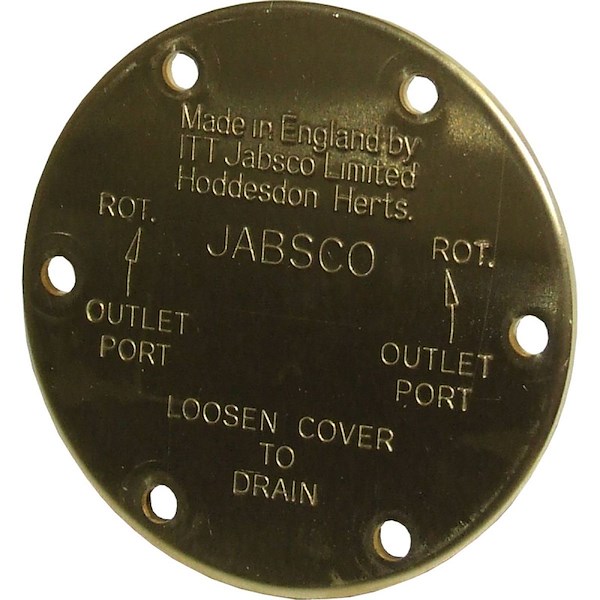 Made in England by
ITT Jabsco Limited
Hoddesdon Herts.
JABSCO
ROT.
OUTLET
PORT
ROT.
OUTLET
PORT
LOOSEN COVER
TO
DRAIN